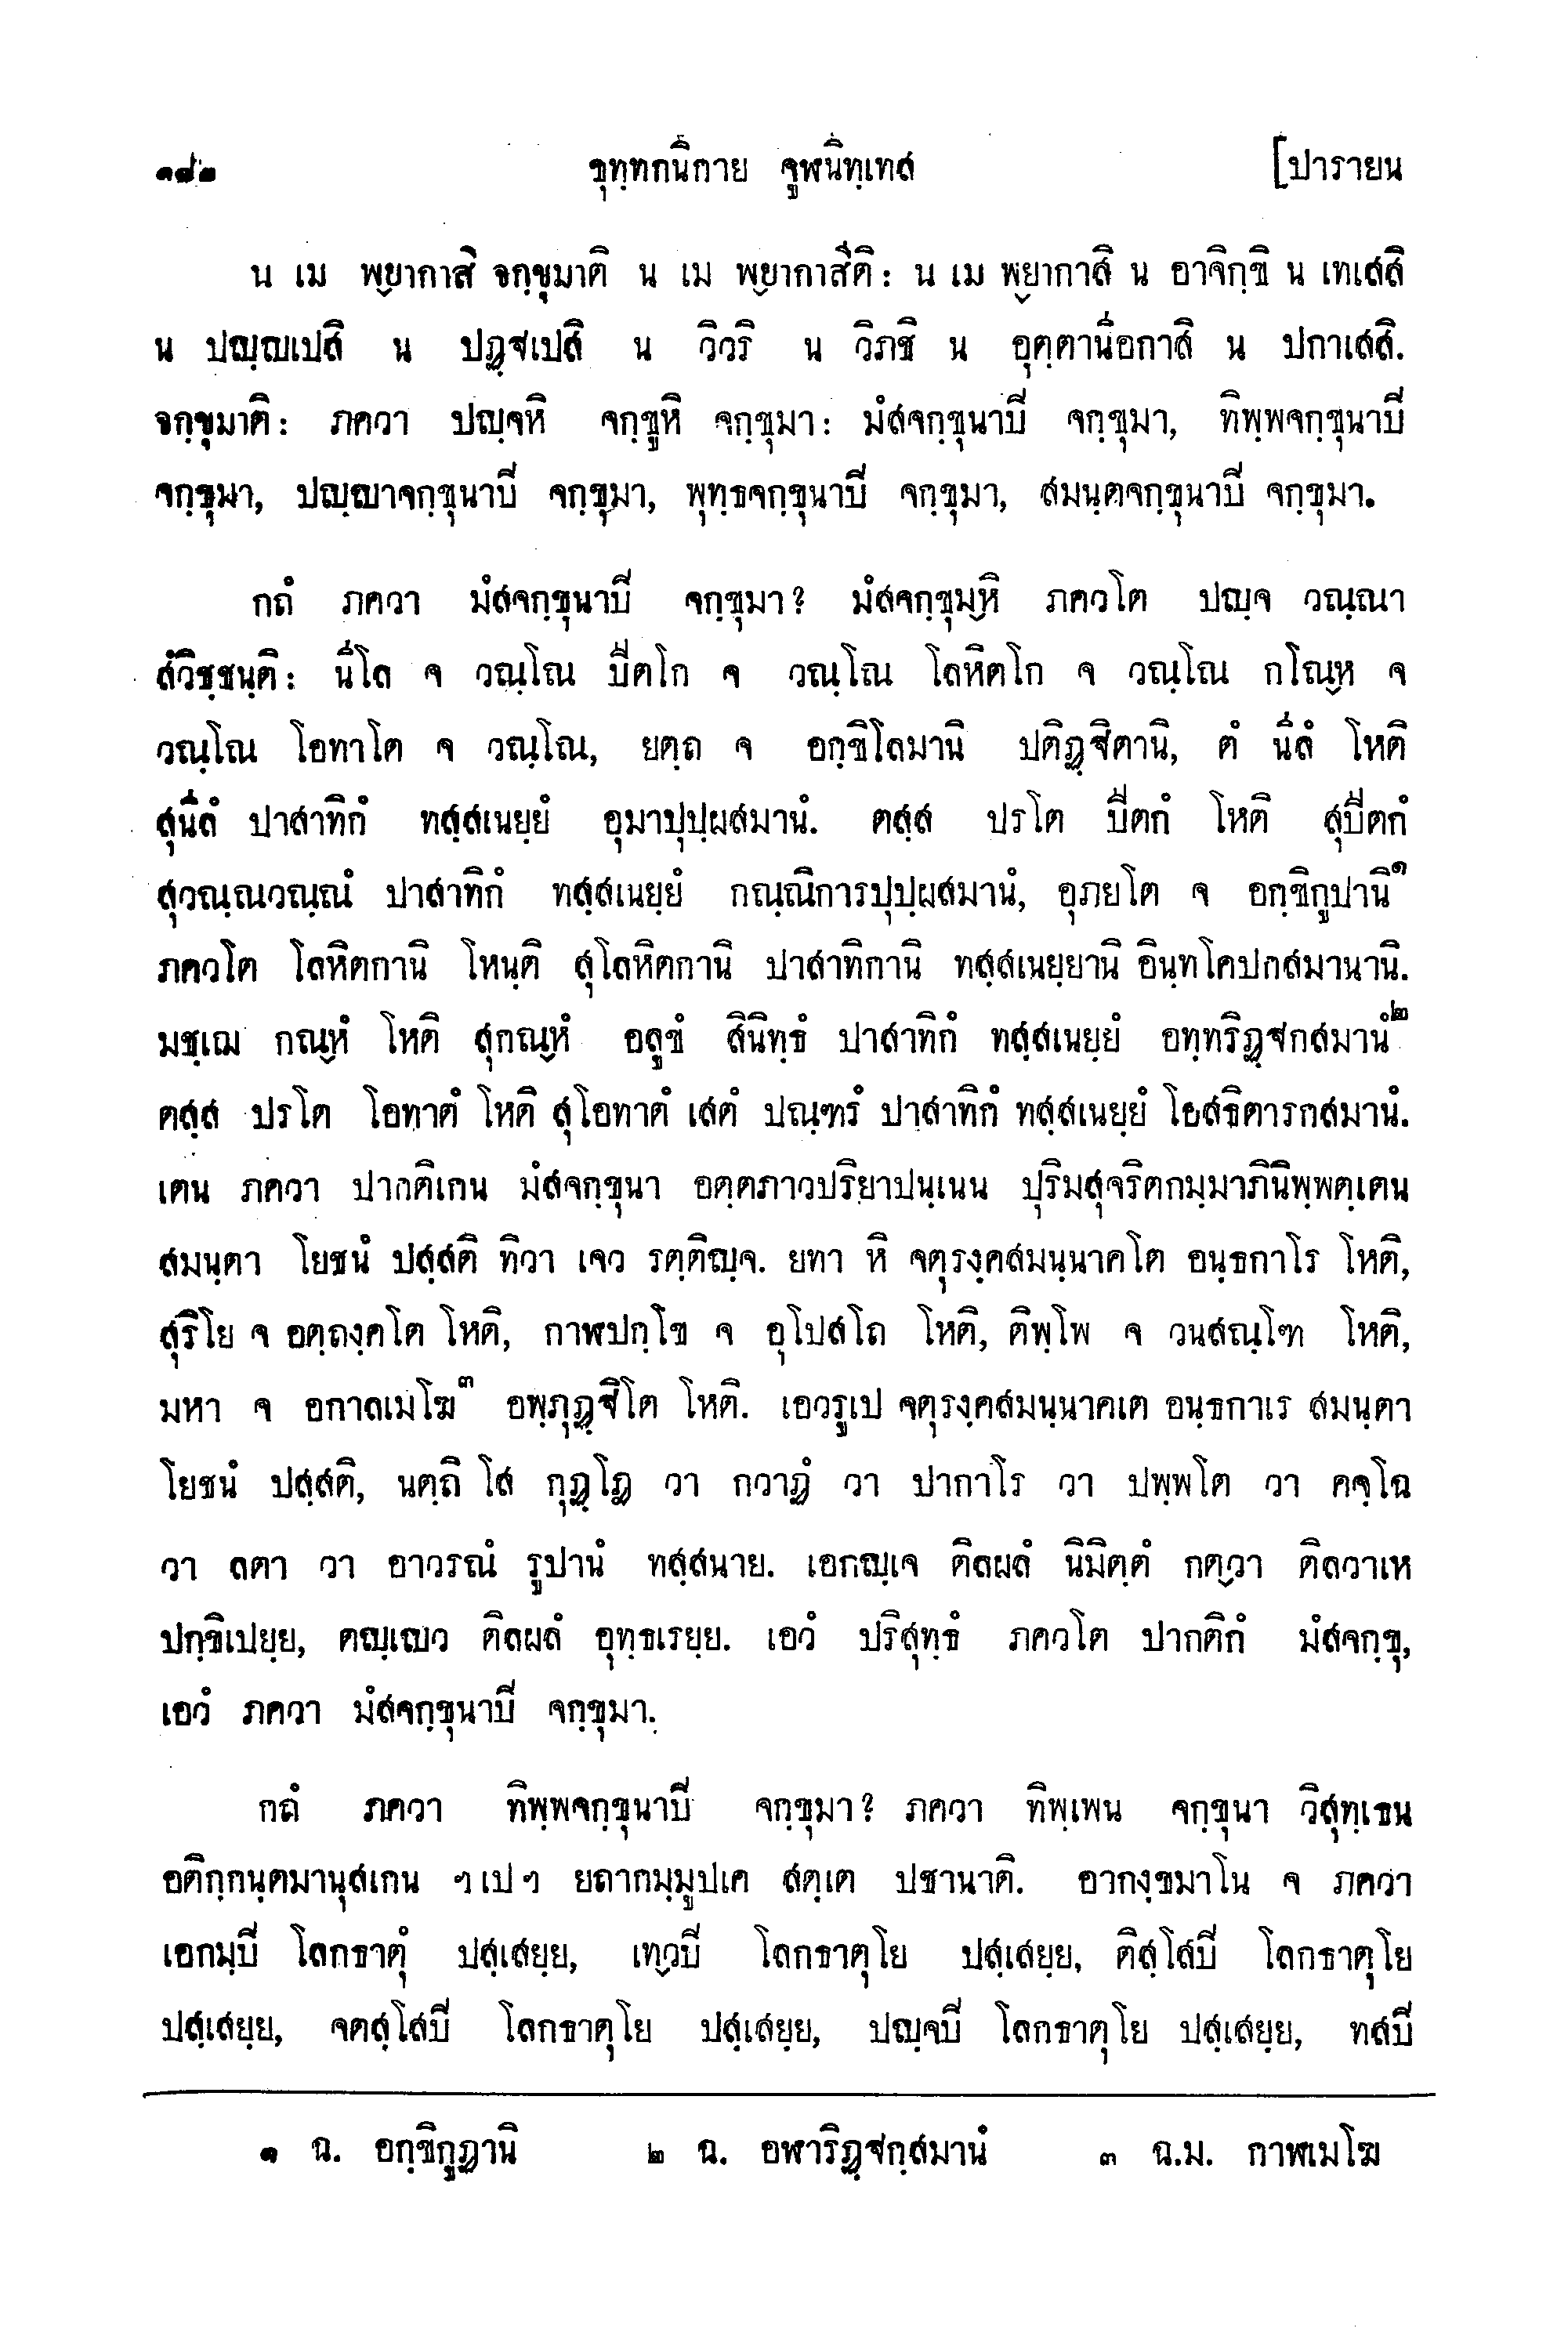 ๑๘๒ ขุทฺทกนิกาย จูฬนิทฺเทส [ปารายน
น เม พฺยากาสิ จกฺขุมาติ น เม พฺยากาสีติ: น เม พฺยากาสิ น อาจิกฺขิ น เทเสสิ
น ปญฺญเปสิ น ปฏฺฐเปสิ น วิวริ น วิภชิ น อุตฺตานีอกาสิ น ปกาเสสิ.
จกฺขุมาติ: ภควา ปญฺจหิ จกฺขูหิ จกฺขุมา: มํสจกฺขุนาปิ จกฺขุมา, ทิพฺพจกฺขุนาปิ
จกฺขุมา, ปญฺญาจกฺขุนาปิ จกฺขุมา, พุทฺธจกฺขุนาปิ จกฺขุมา, สมนฺตจกฺขุนาปิ จกฺขุมา.
กถํ ภควา มํสจกฺขุนาปิ จกฺขุมา? มํสจกฺขุมฺหิ ภควโต ปญฺจ วณฺณา
สํวิชฺชนฺติ: นีโล จ วณฺโณ ปีตโก จ วณฺโณ โลหิตโก จ วณฺโณ กโณฺห จ
วณฺโณ โอทาโต จ วณฺโณ, ยตฺถ จ อกฺขิโลมานิ ปติฏฺฐิตานิ, ตํ นีลํ โหติ
สุนีลํ ปาสาทิกํ ทสฺสเนยฺยํ อุมาปุปฺผสมานํ. ตสฺส ปรโต ปีตกํ โหติ สุปีตกํ
สุวณฺณวณฺณํ ปาสาทิกํ ทสฺสเนยฺยํ กณฺณิการปุปฺผสมานํ, อุภยโต จ อกฺขิกูปานิ๑
ภควโต โลหิตกานิ โหนฺติ สุโลหิตกานิ ปาสาทิกานิ ทสฺสเนยฺยานิ อินฺทโคปกสมานานิ.
มชฺเฌ กณฺหํ โหติ สุกณฺหํ อลูขํ สินิทฺธํ ปาสาทิกํ ทสฺสเนยฺยํ อทฺทริฏฺฐกสมานํ๒
ตสฺส ปรโต โอทาตํ โหติ สุโอทาตํ เสตํ ปณฺฑรํ ปาสาทิกํ ทสฺสเนยฺยํ โอสธิตารกสมานํ.
เตน ภควา ปากติเกน มํสจกฺขุนา อตฺตภาวปริยาปนฺเนน ปุริมสุจริตกมฺมาภินิพฺพตฺเตน
สมนฺตา โยชนํ ปสฺสติ ทิวา เจว รตฺติญฺจ. ยทา หิ จตุรงฺคสมนฺนาคโต อนฺธกาโร โหติ,
สุริโย จ อตฺถงฺคโต โหติ, กาฬปกฺโข จ อุโปสโถ โหติ, ติพฺโพ จ วนสณฺโฑ โหติ,
มหา จ อกาลเมโฆ๓ อพฺภุฏฺฐิโต โหติ. เอวรูเป จตุรงฺคสมนฺนาคเต อนฺธกาเร สมนฺตา
โยชนํ ปสฺสติ, นตฺถิ โส กุฏฺโฏ วา กวาฏํ วา ปากาโร วา ปพฺพโต วา คจฺโฉ
วา ลตา วา อาวรณํ รูปานํ ทสฺสนาย. เอกญฺเจ ติลผลํ นิมิตฺตํ กตฺวา ติลวาเห
ปกฺขิเปยฺย, ตญฺเญว ติลผลํ อุทฺธเรยฺย. เอวํ ปริสุทฺธํ ภควโต ปากติกํ มํสจกฺขุ,
เอวํ ภควา มํสจกฺขุนาปิ จกฺขุมา.
กถํ ภควา ทิพฺพจกฺขุนาปิ จกฺขุมา? ภควา ทิพฺเพน จกฺขุนา วิสุทฺเธน
อติกฺกนฺตมานุสเกน ฯเปฯ ยถากมฺมูปเค สตฺเต ปชานาติ. อากงฺขมาโน จ ภควา
เอกมฺปิ โลกธาตุํ ปสฺเสยฺย, เทฺวปิ โลกธาตุโย ปสฺเสยฺย, ติสฺโสปิ โลกธาตุโย
ปสฺเสยฺย, จตสฺโสปิ โลกธาตุโย ปสฺเสยฺย, ปญฺจปิ โลกธาตุโย ปสฺเสยฺย, ทสปิ
๑ ฉ. อกฺขิกูฏานิ ๒ ฉ. อฬาริฏฺฐกฺสมานํ ๓ ฉ.ม. กาฬเมโฆ